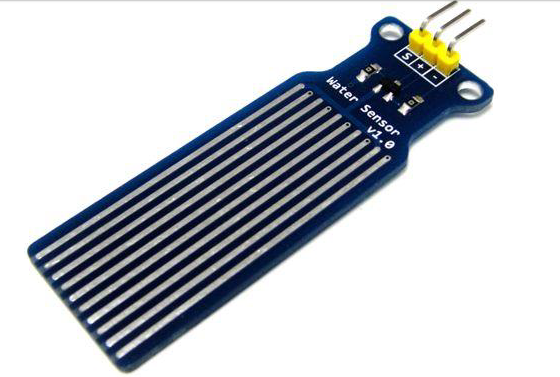 S + -
Water Sensor
v1.0